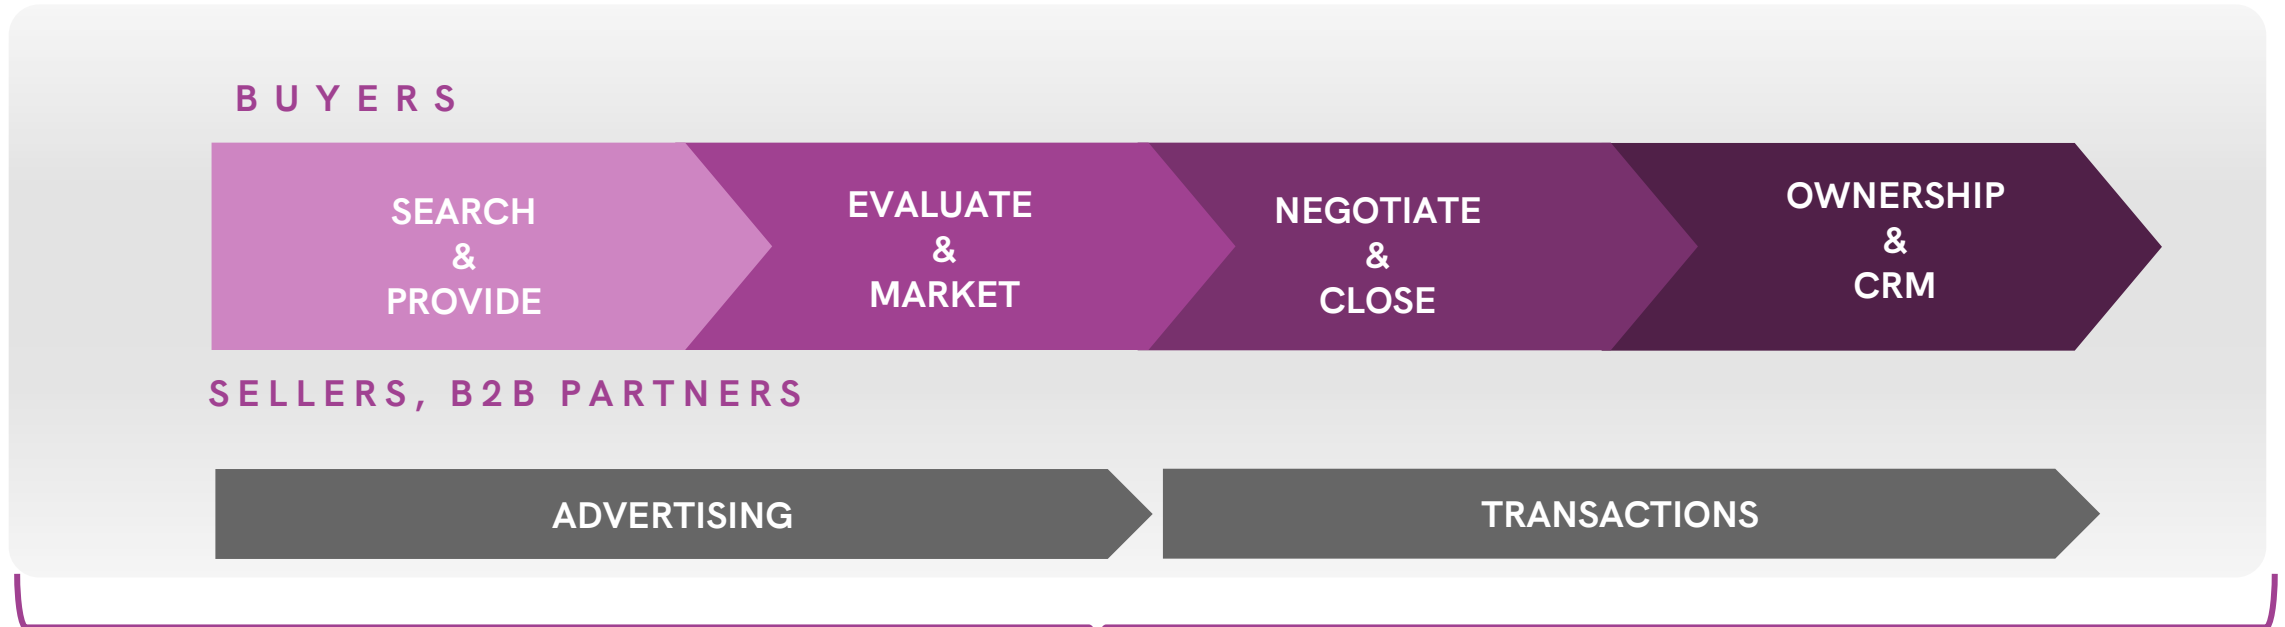 BUYERS
SEARCH
&
PROVIDE
EVALUATE
&
MARKET
NEGOTIATE
&
CLOSE
OWNERSHIP
&
CRM
SELLERS, B2B PARTNERS
ADVERTISING
TRANSACTIONS